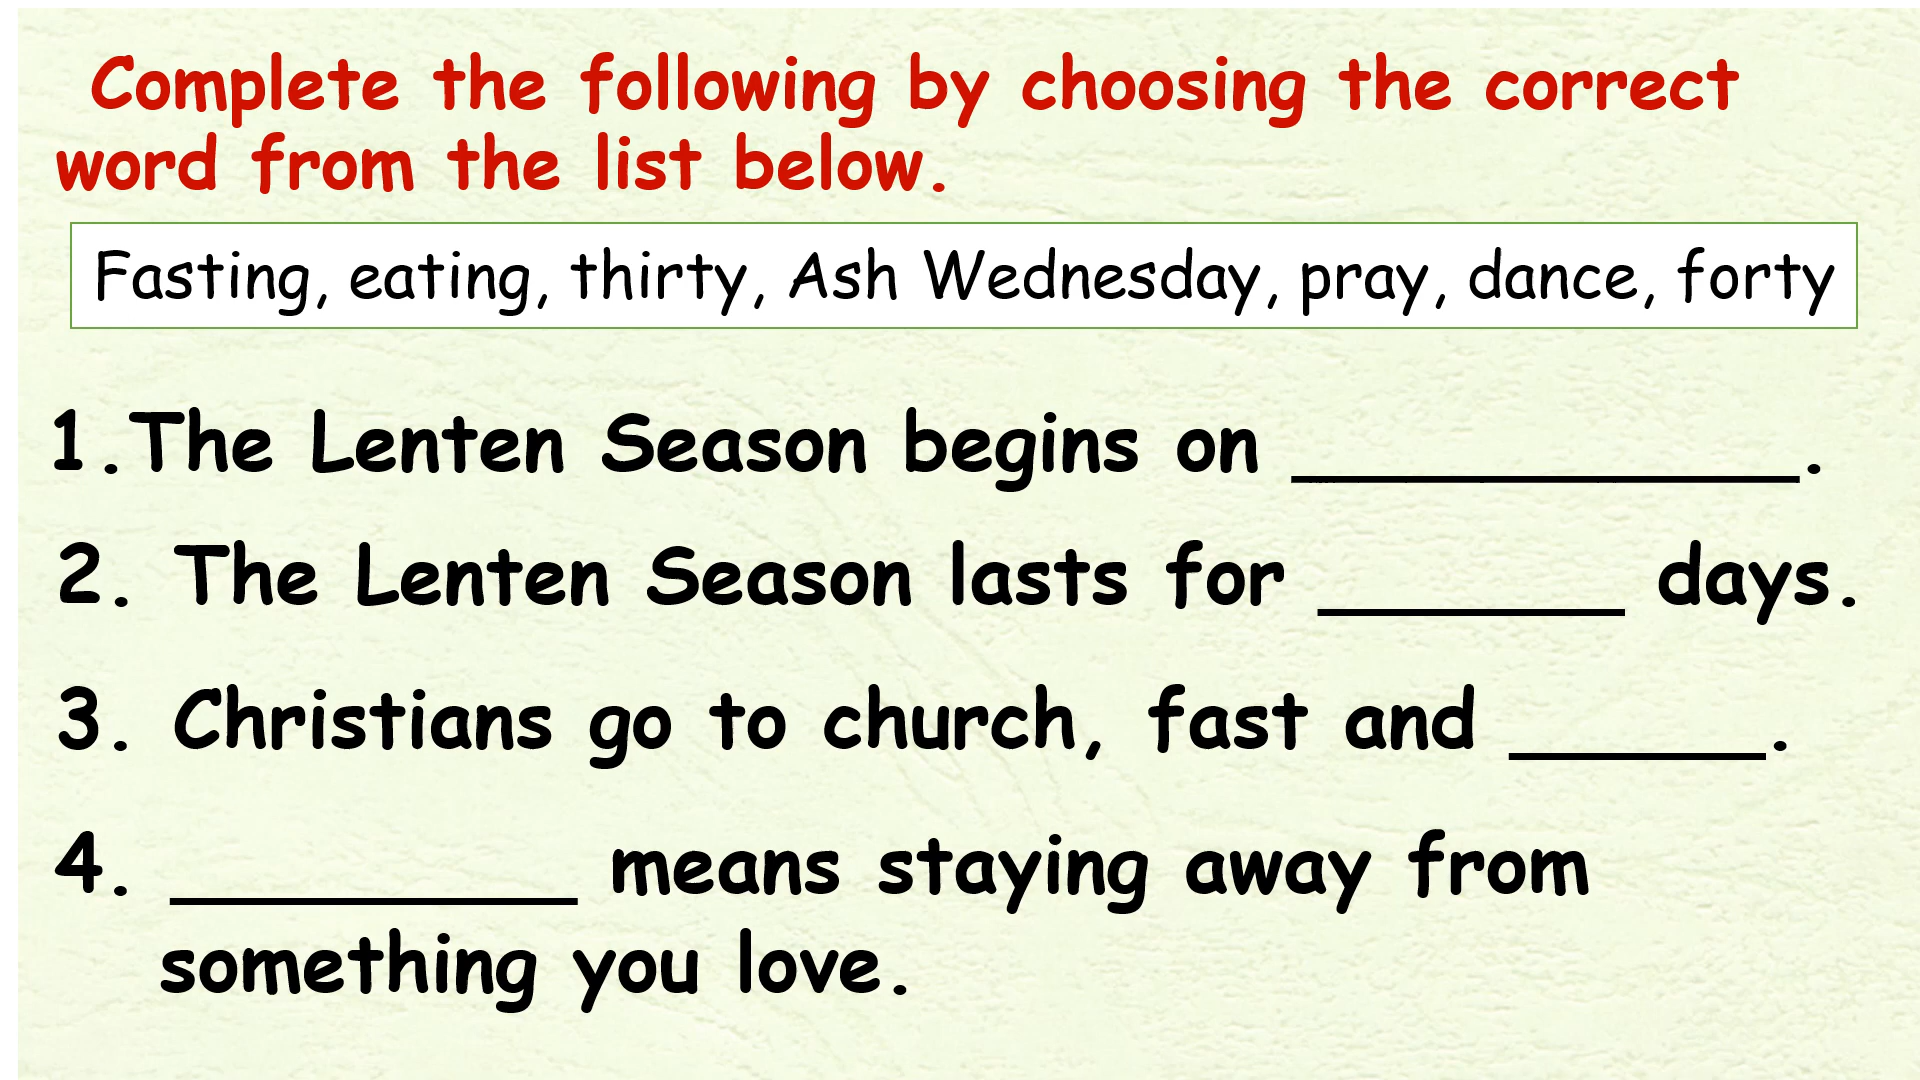 Complete the following by choosing the correct
word from the list below.
Fasting, eating, thirty, Ash Wednesday, pray, dance, forty
1.The Lenten Season begins on ____________.
2. The Lenten Season lasts for _______ days.
3. Christians go to church, fast and ______.
4. _________ means staying away from
something you love.